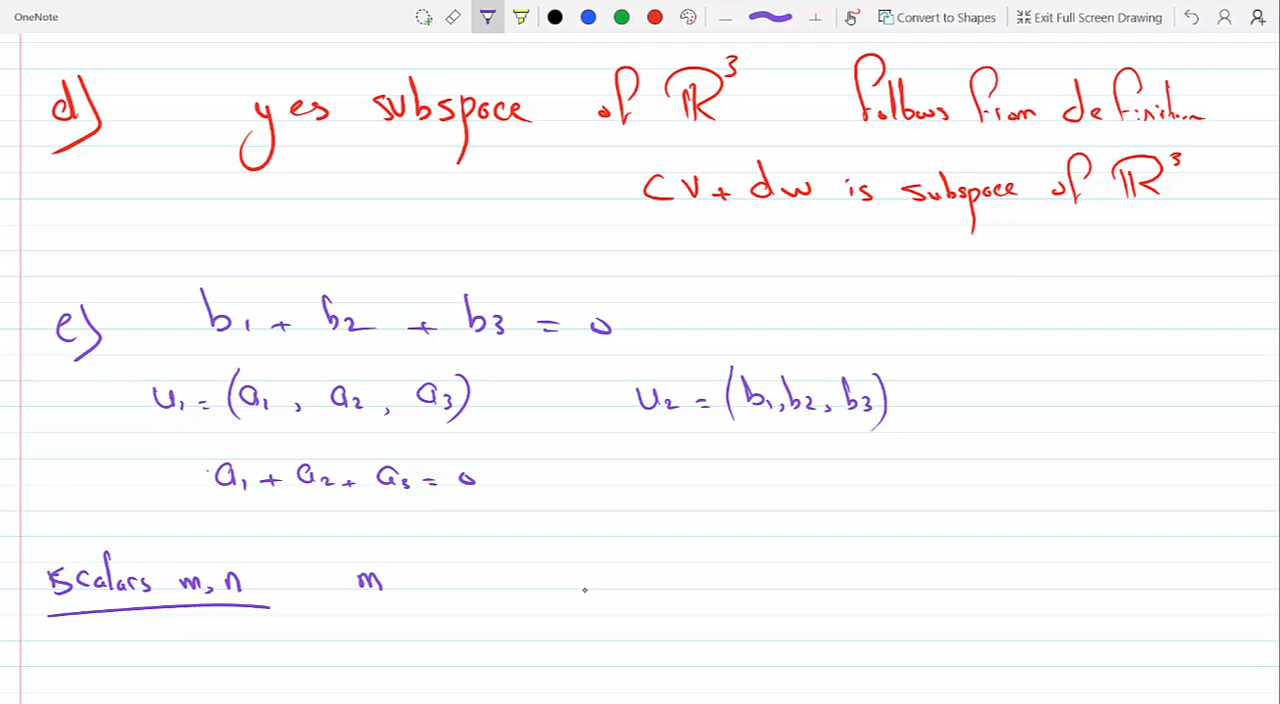 OneNote
Convert to Shapes
Exit Full Screen Drawing
d) yes subspace of ℝ³ follows from definition
cv + dw is subspace of ℝ³
e) b₁ + b₂ + b₃ = 0
u₁ = (a₁, a₂, a₃) u₂ = (b₁, b₂, b₃)
a₁ + a₂ + a₃ = 0
scalars m, n m